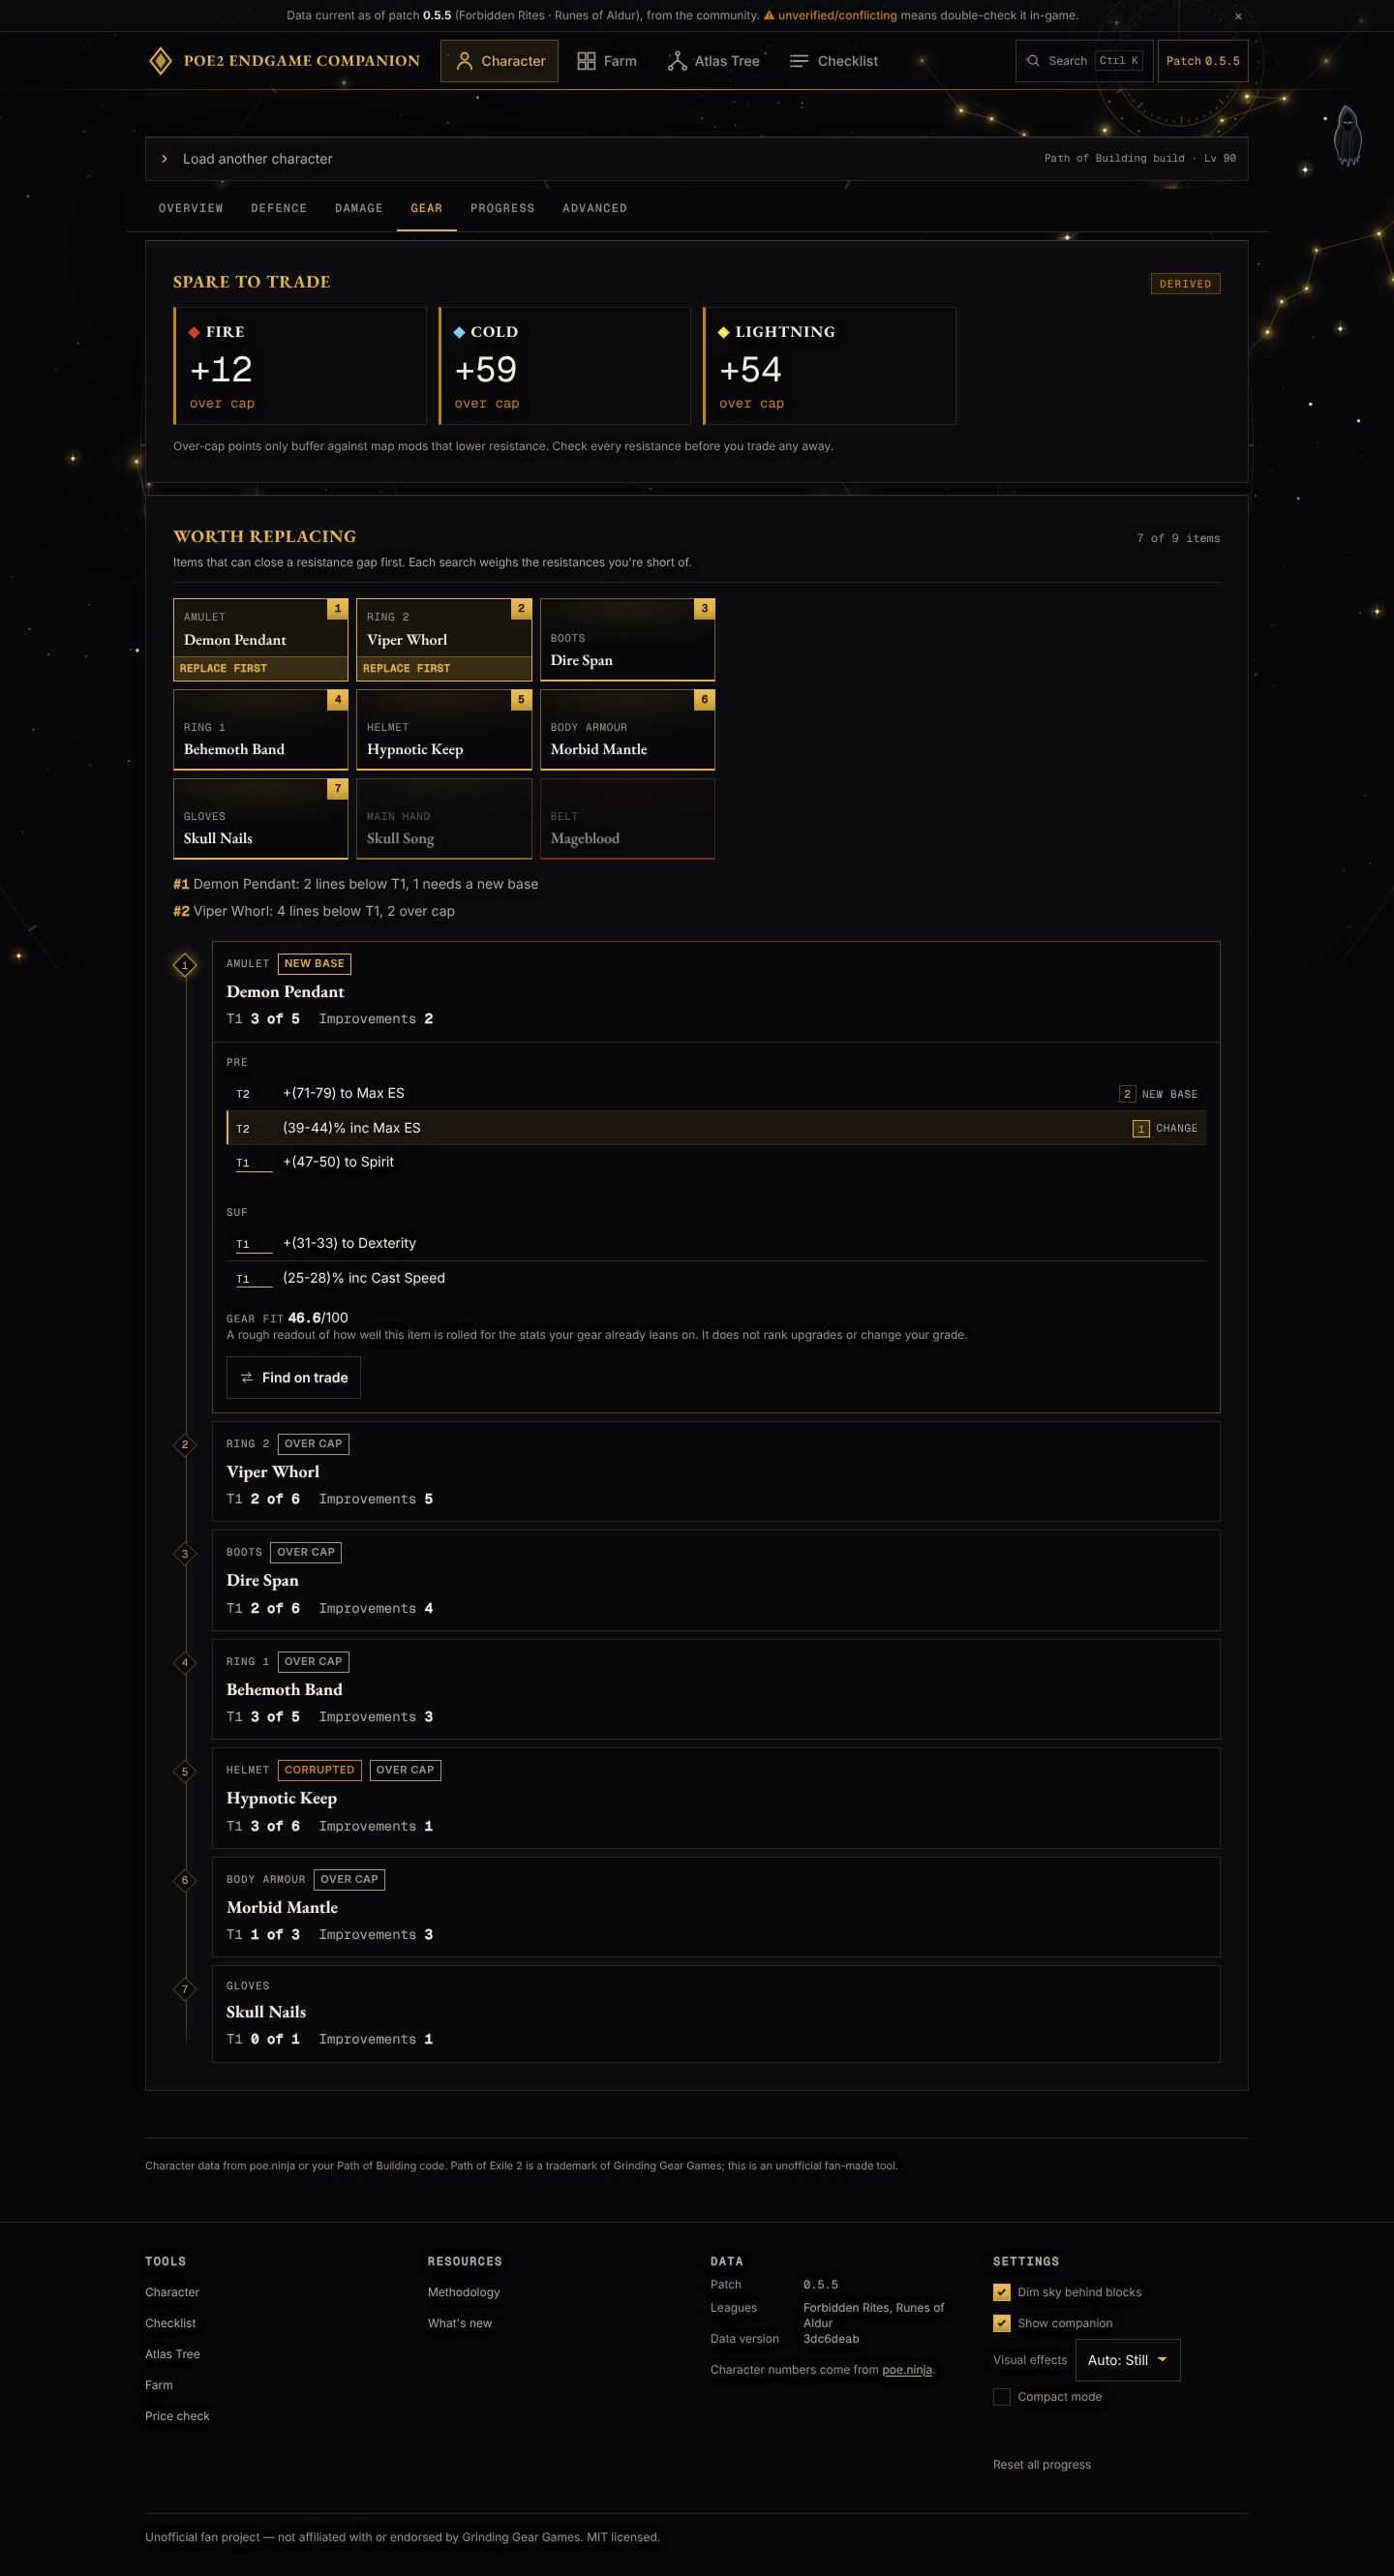 Data current as of patch 0.5.5 (Forbidden Rites · Runes of Aldur), from the community. ⚠ unverified/conflicting means double-check it in-game. ×
POE2 ENDGAME COMPANION
Character
Farm
Atlas Tree
Checklist
Search Ctrl K
Patch 0.5.5
Load another character
Path of Building build · Lv 90
OVERVIEW
DEFENCE
DAMAGE
GEAR
PROGRESS
ADVANCED
SPARE TO TRADE
DERIVED
FIRE
+12
over cap
COLD
+59
over cap
LIGHTNING
+54
over cap
Over-cap points only buffer against map mods that lower resistance. Check every resistance before you trade any away.
WORTH REPLACING
7 of 9 items
Items that can close a resistance gap first. Each search weighs the resistances you're short of.
1
AMULET
Demon Pendant
REPLACE FIRST
2
RING 2
Viper Whorl
REPLACE FIRST
3
BOOTS
Dire Span
4
RING 1
Behemoth Band
5
HELMET
Hypnotic Keep
6
BODY ARMOUR
Morbid Mantle
7
GLOVES
Skull Nails
MAIN HAND
Skull Song
BELT
Mageblood
#1 Demon Pendant: 2 lines below T1, 1 needs a new base
#2 Viper Whorl: 4 lines below T1, 2 over cap
1
AMULET NEW BASE
Demon Pendant
T1 3 of 5 Improvements 2
PRE
T2 +(71-79) to Max ES 2 NEW BASE
T2 (39-44)% inc Max ES 1 CHANGE
T1 +(47-50) to Spirit
SUF
T1 +(31-33) to Dexterity
T1 (25-28)% inc Cast Speed
GEAR FIT 46.6/100
A rough readout of how well this item is rolled for the stats your gear already leans on. It does not rank upgrades or change your grade.
Find on trade
2
RING 2 OVER CAP
Viper Whorl
T1 2 of 6 Improvements 5
3
BOOTS OVER CAP
Dire Span
T1 2 of 6 Improvements 4
4
RING 1 OVER CAP
Behemoth Band
T1 3 of 5 Improvements 3
5
HELMET CORRUPTED OVER CAP
Hypnotic Keep
T1 3 of 6 Improvements 1
6
BODY ARMOUR OVER CAP
Morbid Mantle
T1 1 of 3 Improvements 3
7
GLOVES
Skull Nails
T1 0 of 1 Improvements 1
Character data from poe.ninja or your Path of Building code. Path of Exile 2 is a trademark of Grinding Gear Games; this is an unofficial fan-made tool.
TOOLS
Character
Checklist
Atlas Tree
Farm
Price check
RESOURCES
Methodology
What's new
DATA
Patch 0.5.5
Leagues Forbidden Rites, Runes of
Aldur
Data version 3dc6deab
Character numbers come from poe.ninja.
SETTINGS
Dim sky behind blocks
Show companion
Visual effects Auto: Still
Compact mode
Reset all progress
Unofficial fan project — not affiliated with or endorsed by Grinding Gear Games. MIT licensed.